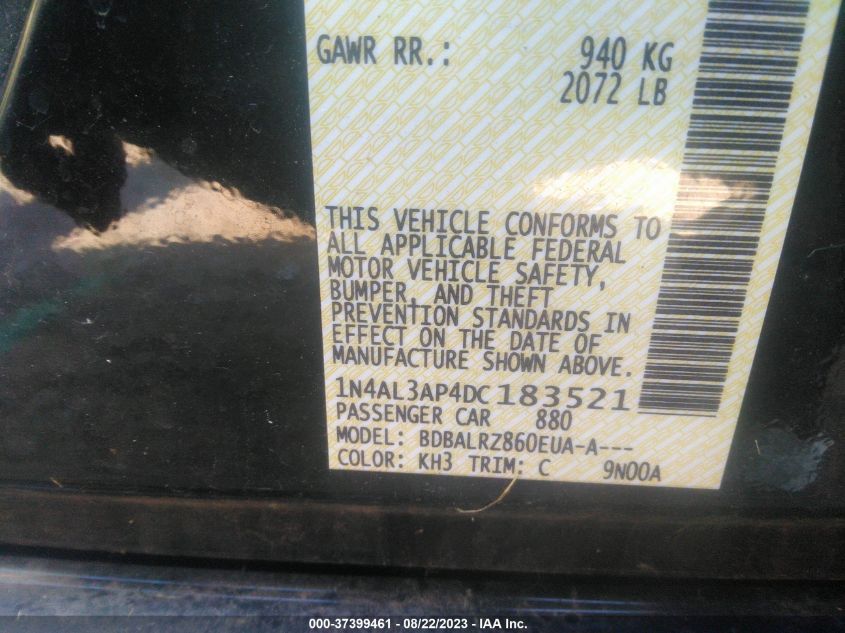 GAWR RR.: 940 KG
2072 LB
THIS VEHICLE CONFORMS TO
ALL APPLICABLE FEDERAL
MOTOR VEHICLE SAFETY,
BUMPER, AND THEFT
PREVENTION STANDARDS IN
EFFECT ON THE DATE OF
MANUFACTURE SHOWN ABOVE.
1N4AL3AP4DC183521
PASSENGER CAR 880
MODEL: BDBALRZ860EUA-A---
COLOR: KH3 TRIM: C 9N00A
000-37399461 - 08/22/2023 - IAA Inc.